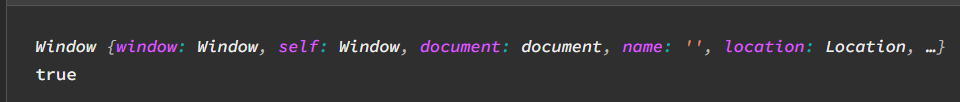 Window {window: Window, self: Window, document: document, name: '', location: Location, …}
true